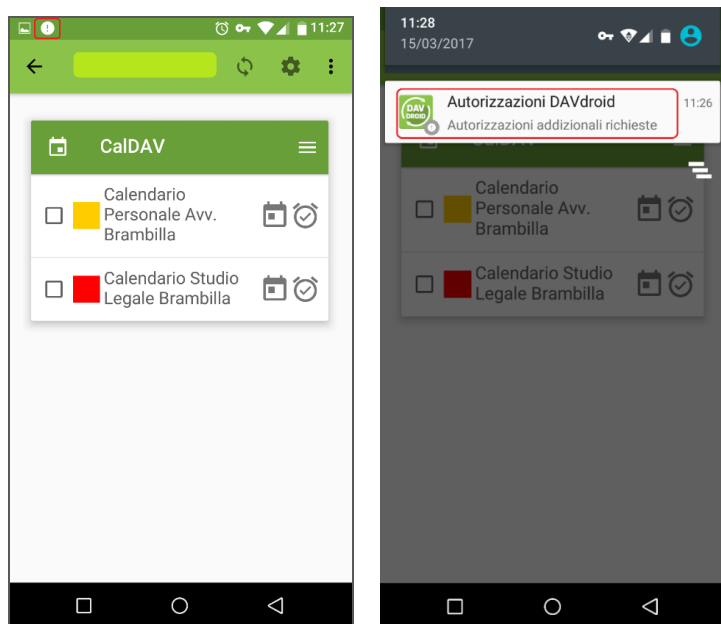 11:27
CalDAV
Calendario
Personale Avv.
Brambilla
Calendario Studio
Legale Brambilla
11:28
15/03/2017
DAV
DROID
Autorizzazioni DAVdroid
11:26
Autorizzazioni addizionali richieste
CalDAV
Calendario
Personale Avv.
Brambilla
Calendario Studio
Legale Brambilla